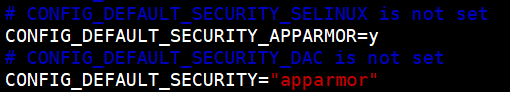 # CONFIG_DEFAULT_SECURITY_SELINUX is not set
CONFIG_DEFAULT_SECURITY_APPARMOR=y
# CONFIG_DEFAULT_SECURITY_DAC is not set
CONFIG_DEFAULT_SECURITY="apparmor"